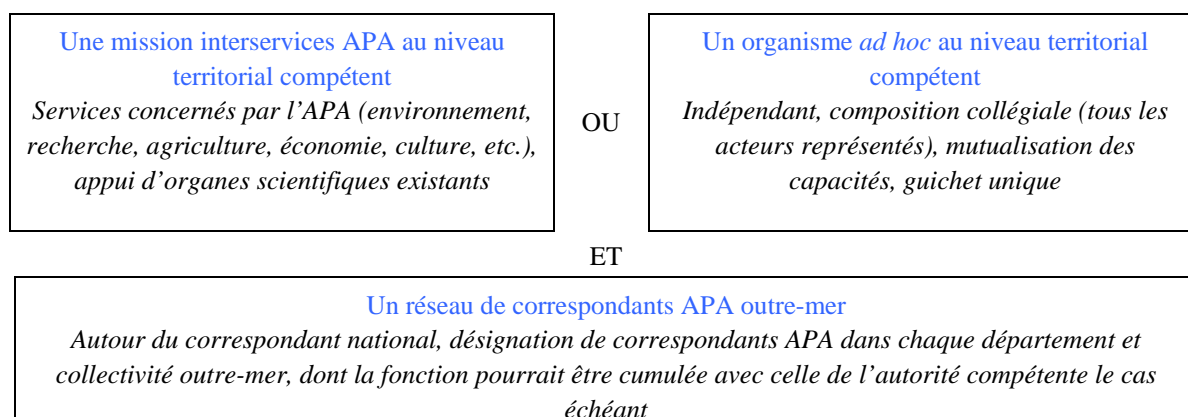 Une mission interservices APA au niveau
territorial compétent
Services concernés par l'APA (environnement,
recherche, agriculture, économie, culture, etc.),
appui d'organes scientifiques existants
OU
Un organisme ad hoc au niveau territorial
compétent
Indépendant, composition collégiale (tous les
acteurs représentés), mutualisation des
capacités, guichet unique
ET
Un réseau de correspondants APA outre-mer
Autour du correspondant national, désignation de correspondants APA dans chaque département et
collectivité outre-mer, dont la fonction pourrait être cumulée avec celle de l'autorité compétente le cas
échéant